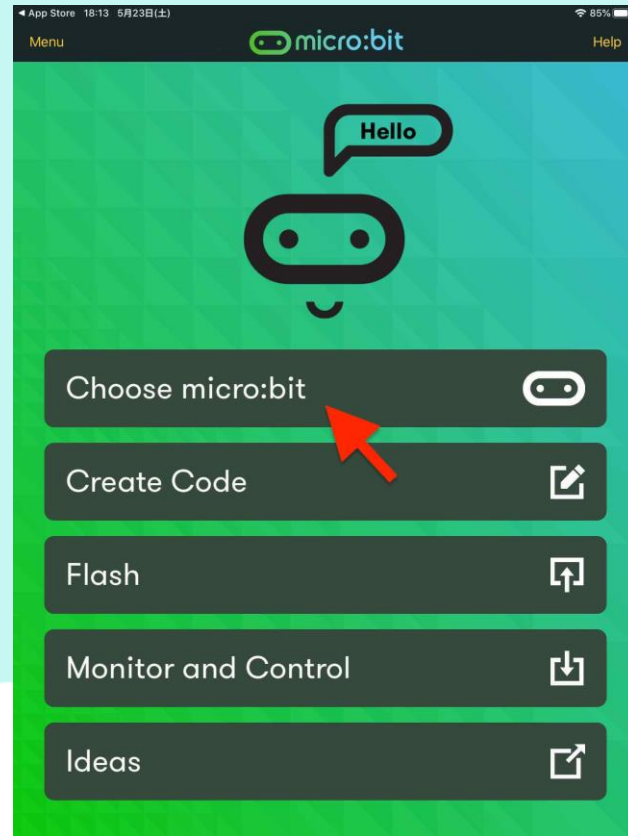 App Store 18:13 5月23日(土) 85%
Menu micro:bit Help
Hello
Choose micro:bit
Create Code
Flash
Monitor and Control
Ideas